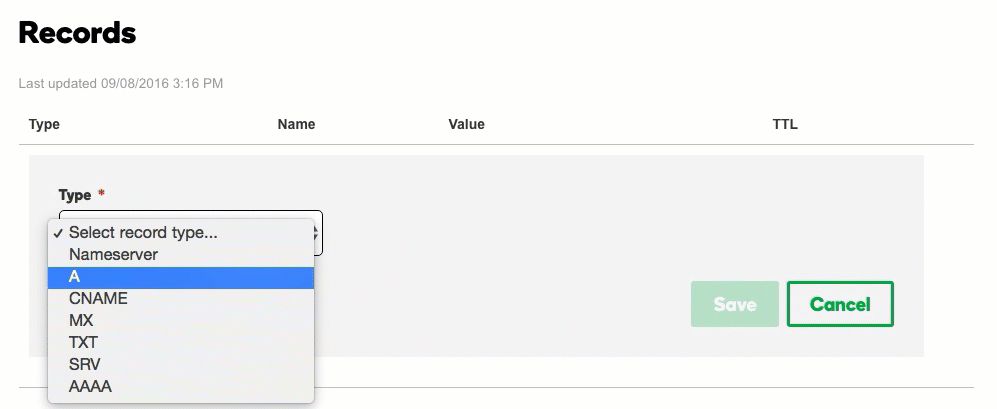 Records
Last updated 09/08/2016 3:16 PM
Type Name Value TTL
Type *
✓ Select record type...
Nameserver
A
CNAME
MX
TXT
SRV
AAAA
Save Cancel